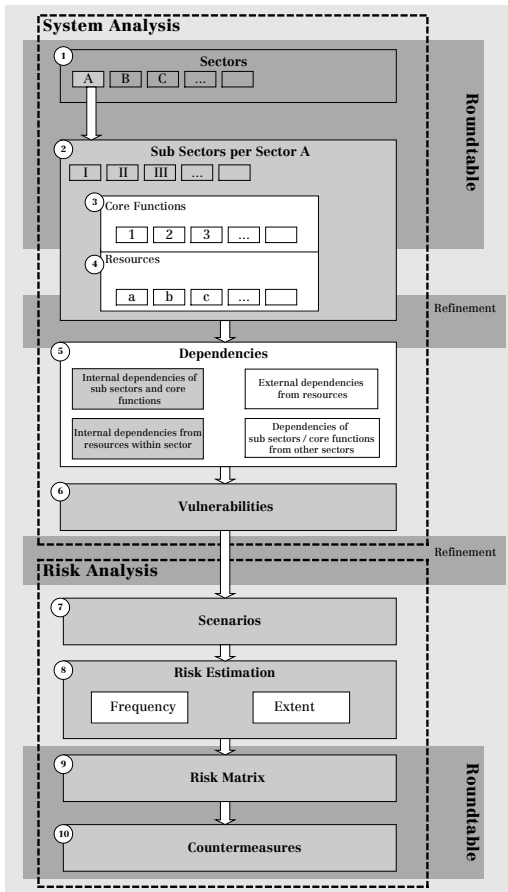 System Analysis
1
Sectors
A B C ...
Roundtable
2
Sub Sectors per Sector A
I II III ...
3
Core Functions
1 2 3 ...
4
Resources
a b c ...
Refinement
5
Dependencies
Internal dependencies of
sub sectors and core
functions
External dependencies
from resources
Internal dependencies from
resources within sector
Dependencies of
sub sectors / core functions
from other sectors
6
Vulnerabilities
Refinement
Risk Analysis
7
Scenarios
8
Risk Estimation
Frequency
Extent
9
Risk Matrix
Roundtable
10
Countermeasures